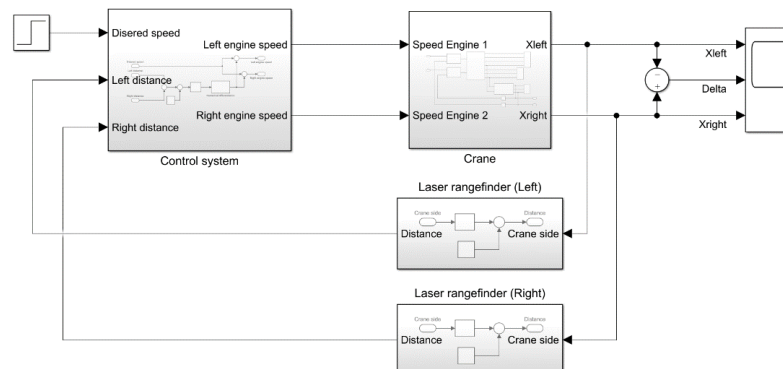 Disered speed
Left engine speed
Left distance
Right engine speed
Right distance
Control system
Speed Engine 1
Xleft
Speed Engine 2
Xright
Crane
Xleft
Delta
Xright
Laser rangefinder (Left)
Crane side
Distance
Distance
Crane side
Laser rangefinder (Right)
Crane side
Distance
Distance
Crane side